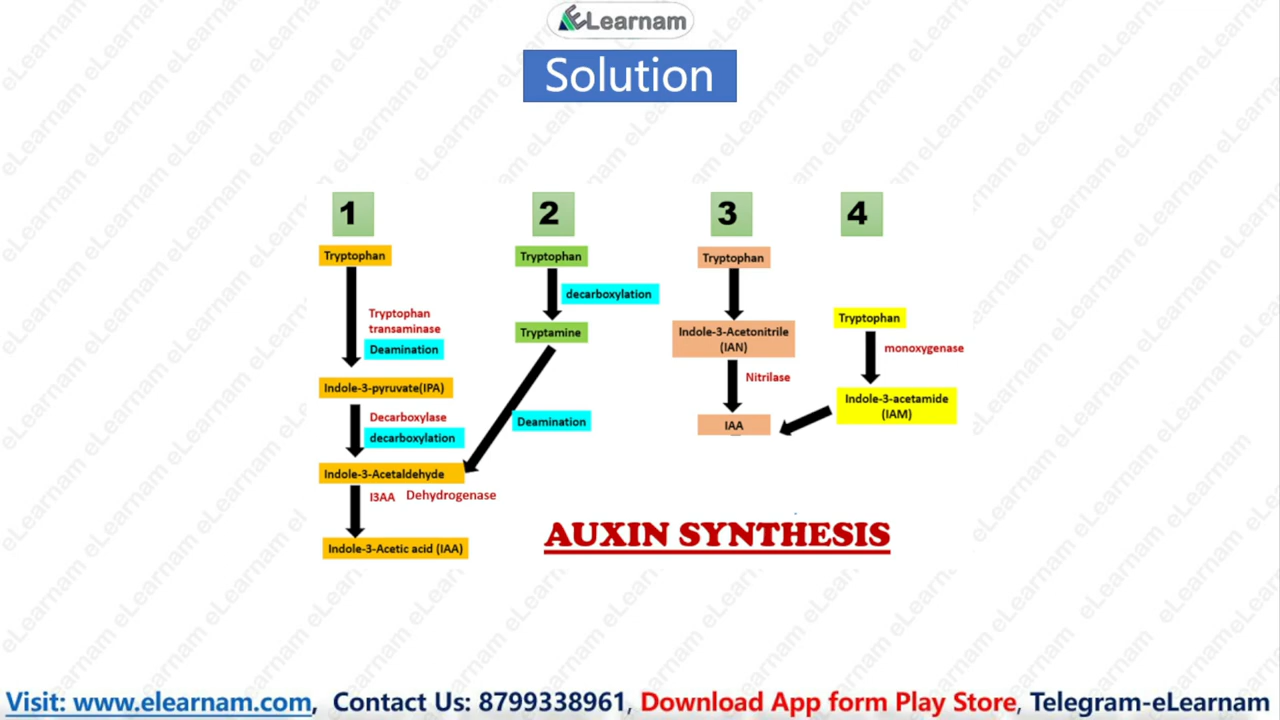 ELearnam
Solution
1
2
3
4
Tryptophan
Tryptophan
transaminase
Deamination
Indole-3-pyruvate(IPA)
Decarboxylase
decarboxylation
Indole-3-Acetaldehyde
I3AA Dehydrogenase
Indole-3-Acetic acid (IAA)
Tryptophan
decarboxylation
Tryptamine
Deamination
Tryptophan
Indole-3-Acetonitrile
(IAN)
Nitrilase
IAA
Tryptophan
monoxygenase
Indole-3-acetamide
(IAM)
AUXIN SYNTHESIS
Visit: www.elearnam.com, Contact Us: 8799338961, Download App form Play Store, Telegram-eLearnam